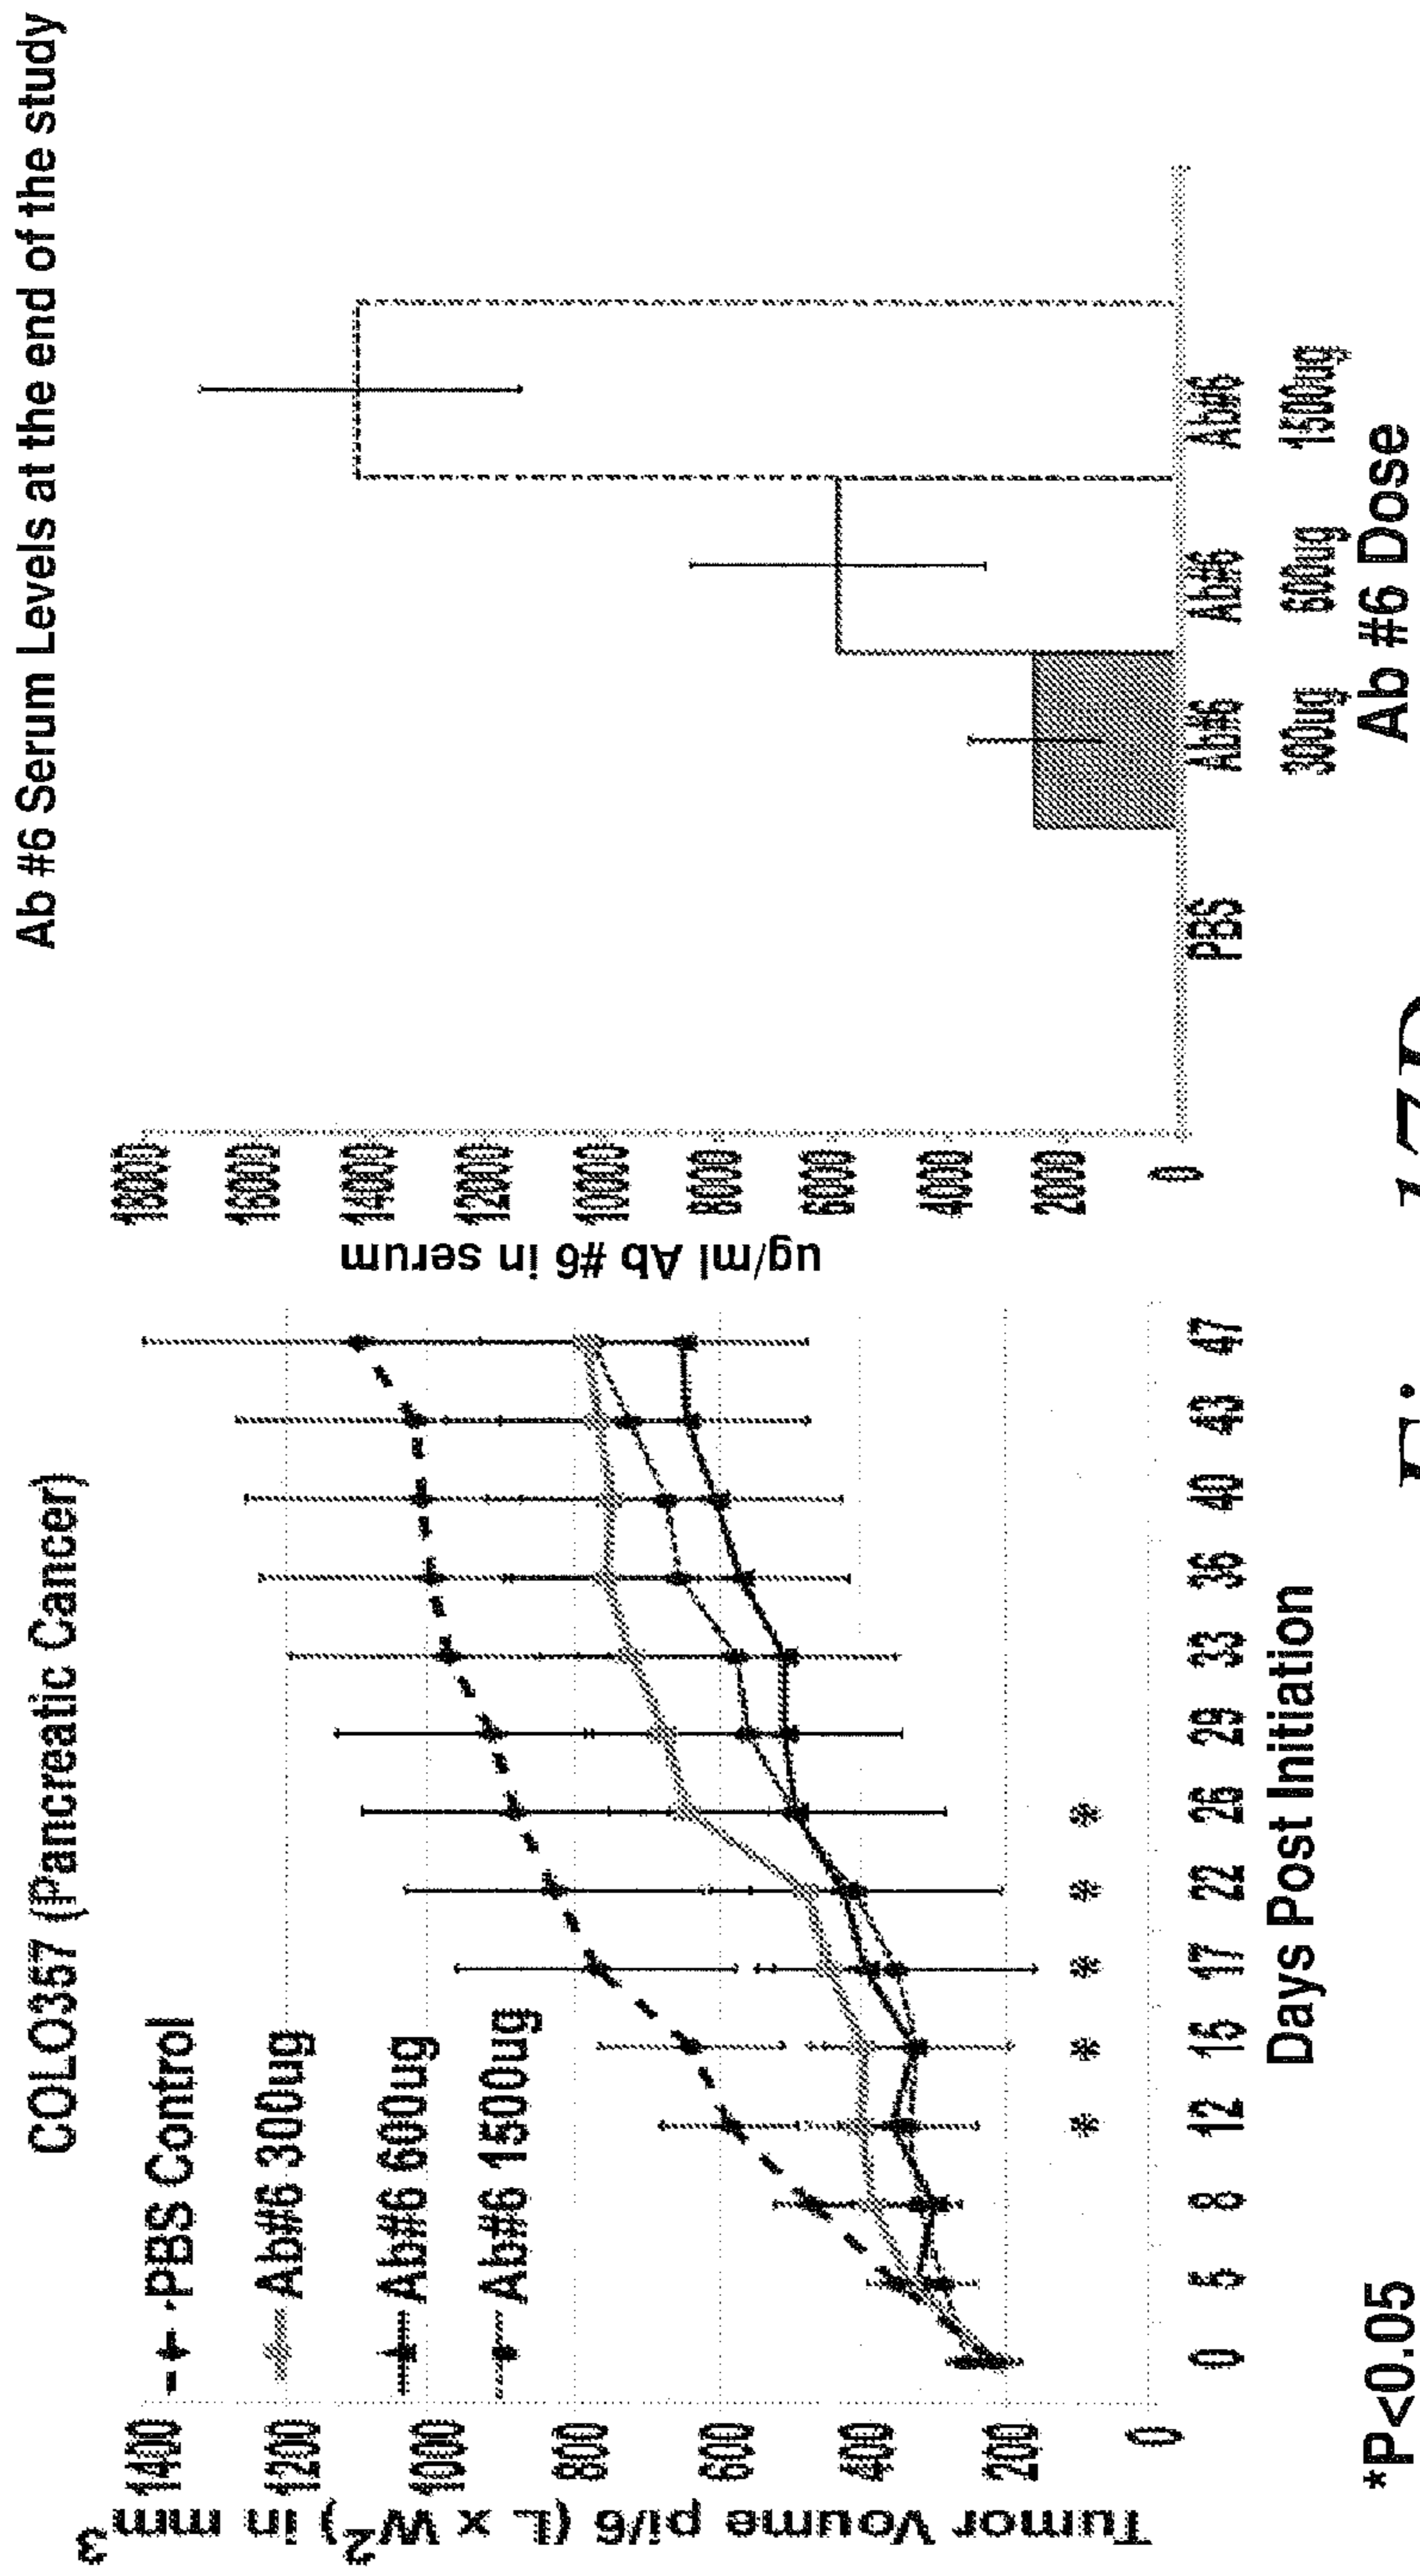 COLO357 (Pancreatic Cancer)
Tumor Volume pi/6 (L x W²) in mm³
1400
1200
1000
800
600
400
200
0
PBS Control
Ab#6 300ug
Ab#6 600ug
Ab#6 1500ug
* * * * *
0 5 8 12 15 17 22 26 29 33 36 40 43 47
Days Post Initiation
*P<0.05
Ab #6 Serum Levels at the end of the study
ug/ml Ab #6 in serum
18000
16000
14000
12000
10000
8000
6000
4000
2000
0
PBS Ab#6 Ab#6 Ab#6
300ug 600ug 1500ug
Ab #6 Dose